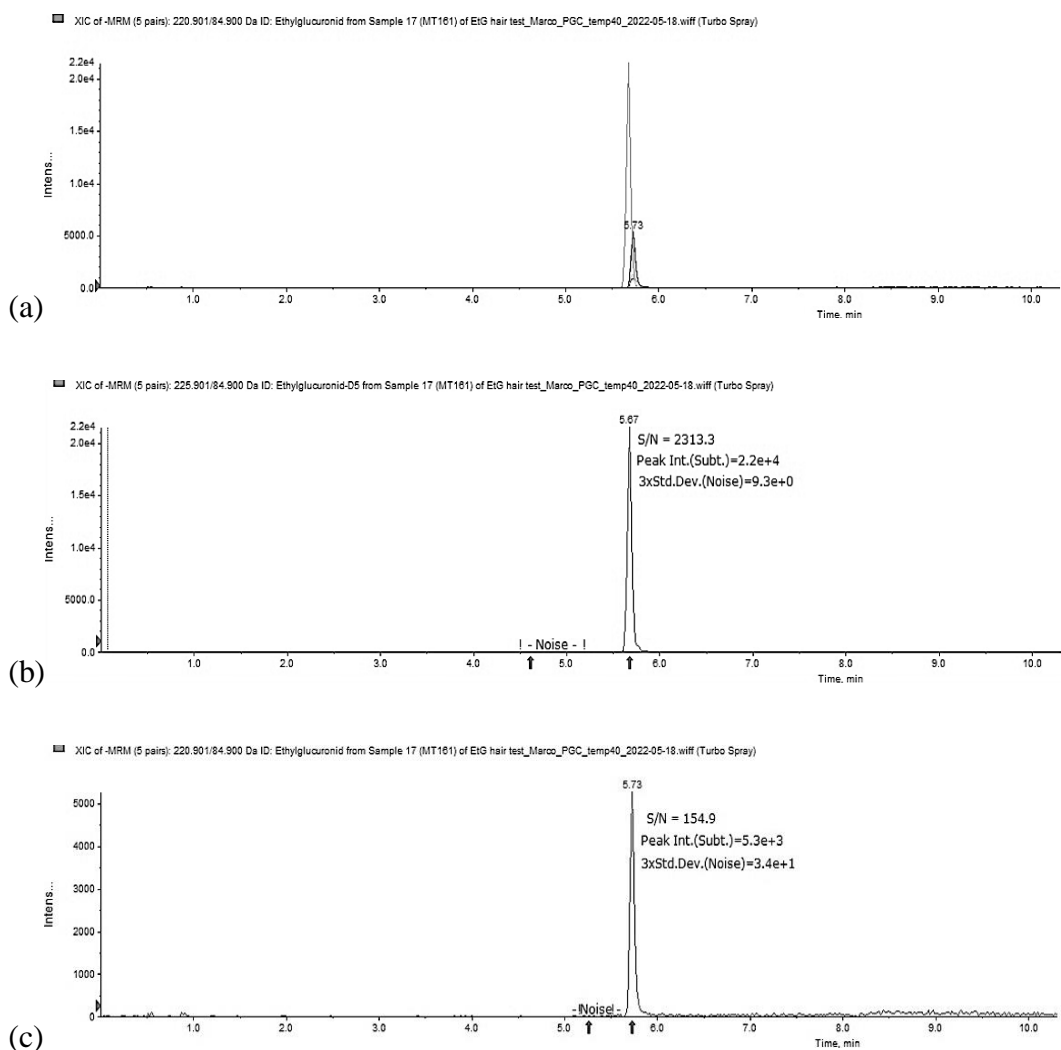 XIC of -MRM (5 pairs): 220.901/84.900 Da ID: Ethylglucuronid from Sample 17 (MT161) of EtG hair test_Marco_PGC_temp40_2022-05-18.wiff (Turbo Spray)
2.2e4
2.0e4
1.5e4
1.0e4
5000.0
0.0
Intens...
5.73
1.0 2.0 3.0 4.0 5.0 6.0 7.0 8.0 9.0 10.0
Time, min
(a)
XIC of -MRM (5 pairs): 225.901/84.900 Da ID: Ethylglucuronid-D5 from Sample 17 (MT161) of EtG hair test_Marco_PGC_temp40_2022-05-18.wiff (Turbo Spray)
5.67
2.2e4
2.0e4
1.5e4
1.0e4
5000.0
0.0
Intens...
S/N = 2313.3
Peak Int.(Subt.)=2.2e+4
3xStd.Dev.(Noise)=9.3e+0
! - Noise - !
1.0 2.0 3.0 4.0 5.0 6.0 7.0 8.0 9.0 10.0
Time, min
(b)
XIC of -MRM (5 pairs): 220.901/84.900 Da ID: Ethylglucuronid from Sample 17 (MT161) of EtG hair test_Marco_PGC_temp40_2022-05-18.wiff (Turbo Spray)
5.73
5000
4000
3000
2000
1000
0
Intens...
S/N = 154.9
Peak Int.(Subt.)=5.3e+3
3xStd.Dev.(Noise)=3.4e+1
-!Noise!-
1.0 2.0 3.0 4.0 5.0 6.0 7.0 8.0 9.0 10.0
Time, min
(c)